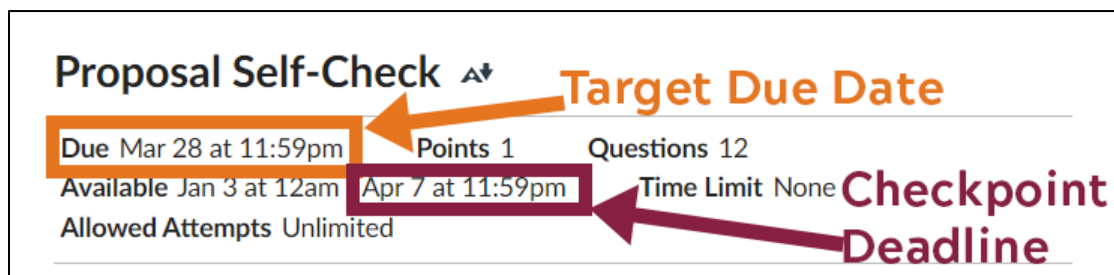 Proposal Self-Check A
Target Due Date
Due Mar 28 at 11:59pm Points 1 Questions 12
Available Jan 3 at 12am Apr 7 at 11:59pm Time Limit None
Allowed Attempts Unlimited
Checkpoint
Deadline